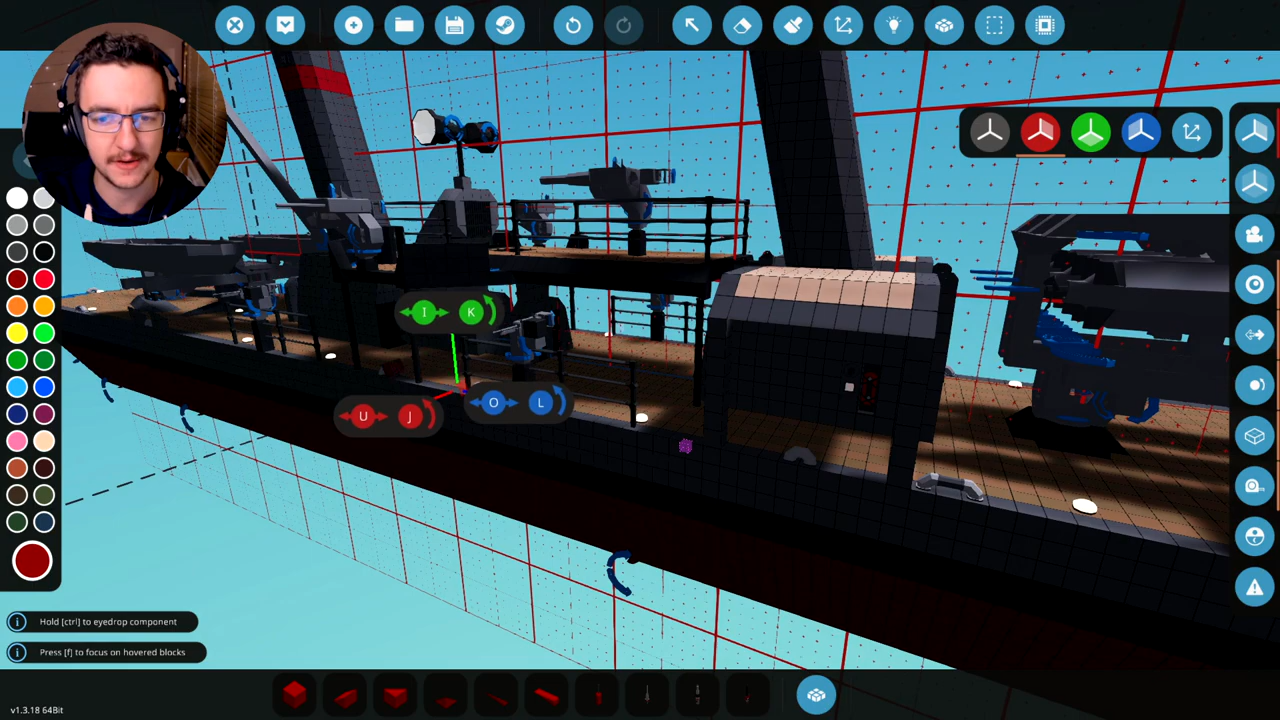 I K
U J
O L
Hold [ctrl] to eyedrop component
Press [f] to focus on hovered blocks
v1.3.18 64Bit